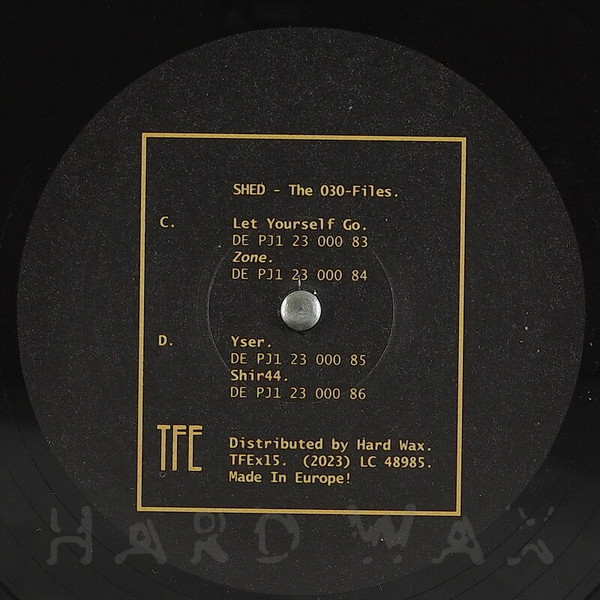 SHED - The 030-Files.
C. Let Yourself Go.
DE PJ1 23 000 83
Zone.
DE PJ1 23 000 84
D. Yser.
DE PJ1 23 000 85
Shir44.
DE PJ1 23 000 86
TFE
Distributed by Hard Wax.
TFEx15. (2023) LC 48985.
Made In Europe!
HARD WAX